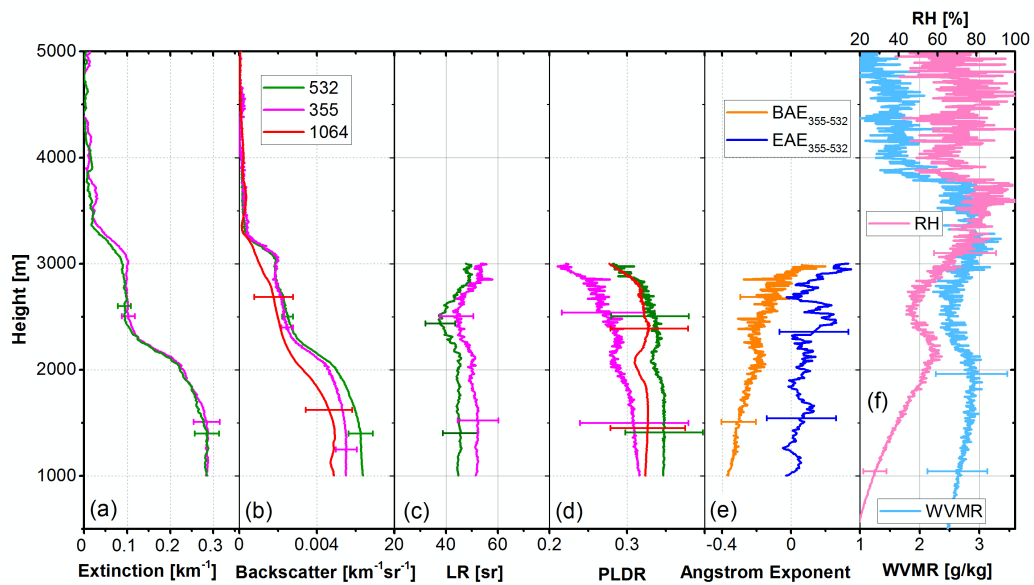 RH [%]
20 40 60 80 100
5000
4000
3000
2000
1000
Height [m]
532
355
1064
BAE355-532
EAE355-532
RH
WVMR
(a)
(b)
(c)
(d)
(e)
(f)
0.0 0.1 0.2 0.3
0 0.004
20 40 60 80
0.2 0.3
-0.4 0
1 2 3
Extinction [km-1]
Backscatter [km-1sr-1]
LR [sr]
PLDR
Angstrom Exponent
WVMR [g/kg]